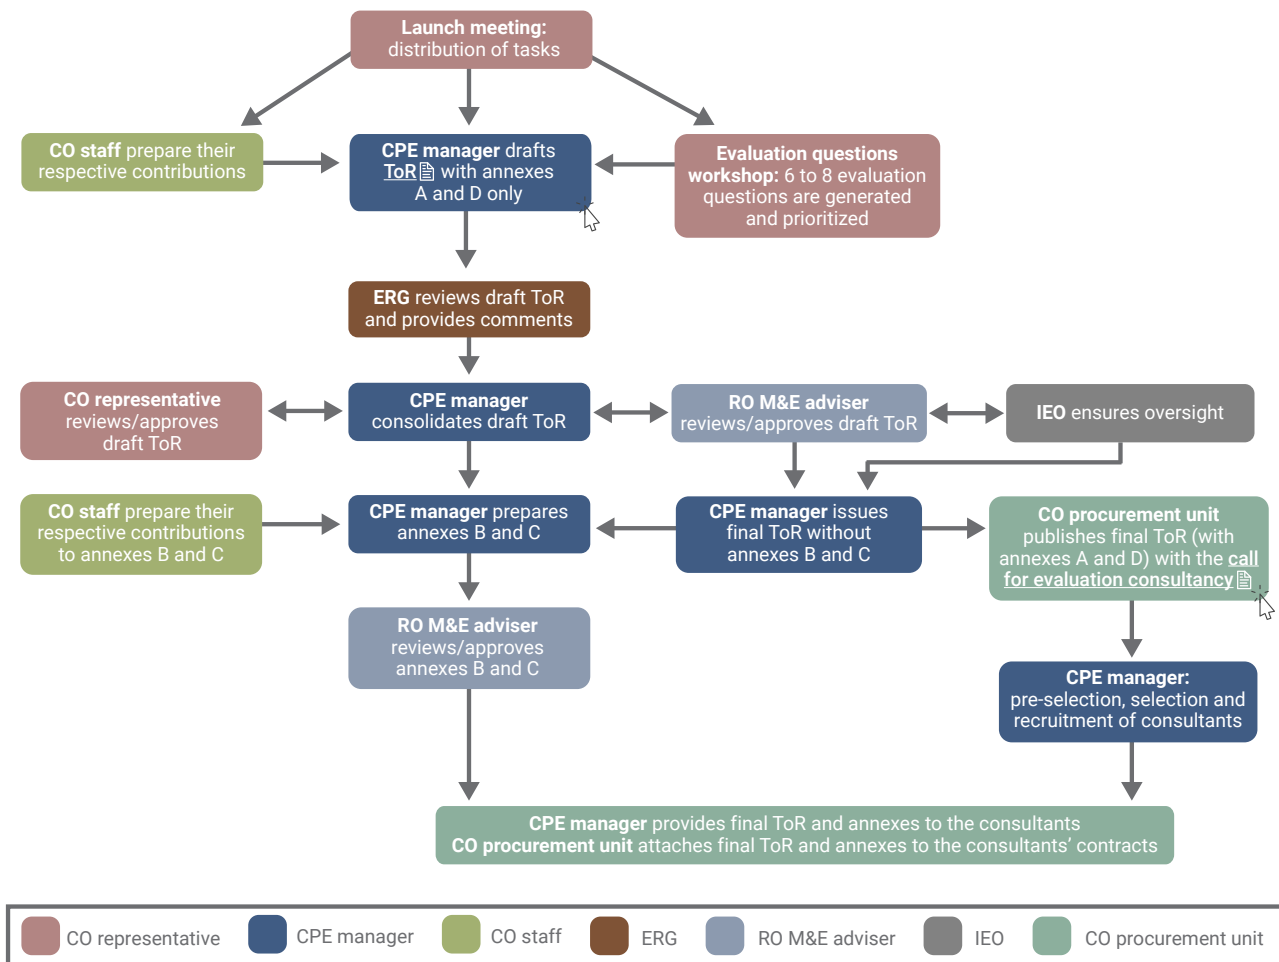 Launch meeting:
distribution of tasks
CO staff prepare their
respective contributions
CPE manager drafts
ToR with annexes
A and D only
Evaluation questions
workshop: 6 to 8 evaluation
questions are generated
and prioritized
ERG reviews draft ToR
and provides comments
CO representative
reviews/approves
draft ToR
CPE manager
consolidates draft ToR
RO M&E adviser
reviews/approves draft ToR
IEO ensures oversight
CO staff prepare their
respective contributions
to annexes B and C
CPE manager prepares
annexes B and C
CPE manager issues
final ToR without
annexes B and C
CO procurement unit
publishes final ToR (with
annexes A and D) with the call
for evaluation consultancy
RO M&E adviser
reviews/approves
annexes B and C
CPE manager:
pre-selection, selection and
recruitment of consultants
CPE manager provides final ToR and annexes to the consultants
CO procurement unit attaches final ToR and annexes to the consultants’ contracts
CO representative
CPE manager
CO staff
ERG
RO M&E adviser
IEO
CO procurement unit